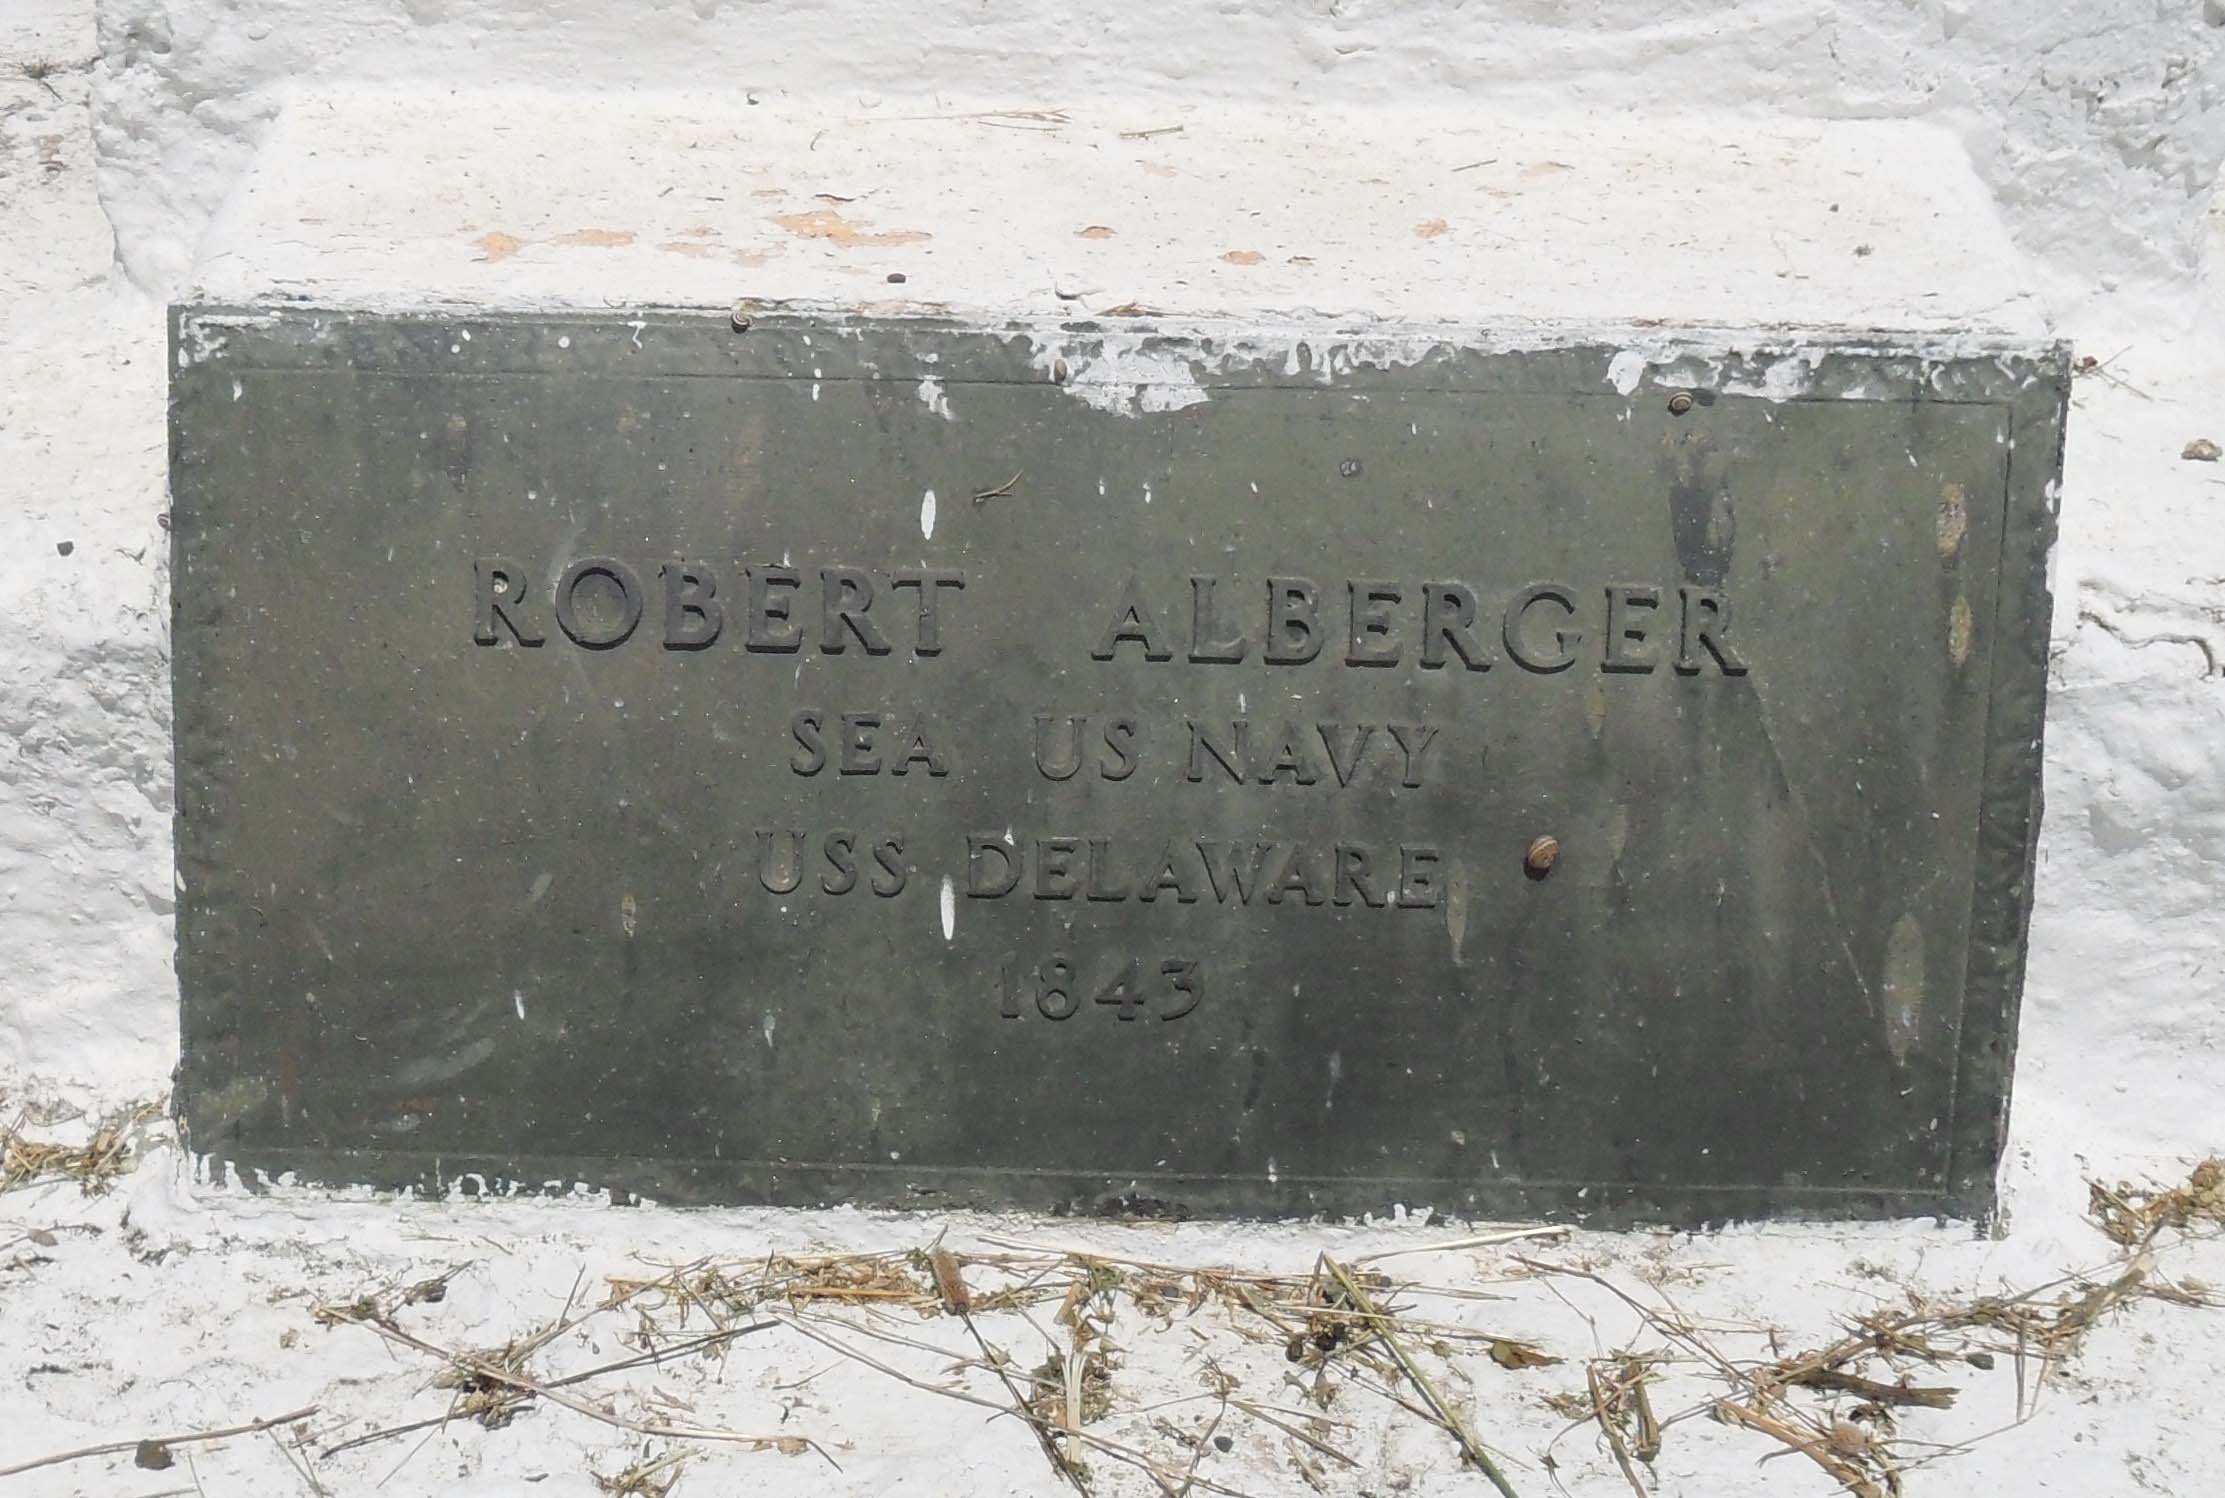 ROBERT ALBERGER
SEA US NAVY
USS DELAWARE
1843